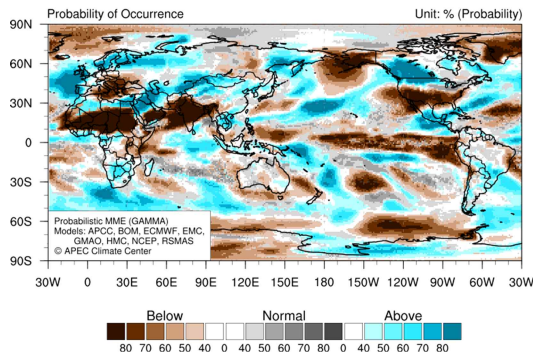 Probability of Occurrence Unit: % (Probability)
90N
60N
30N
0
30S
60S
90S
Probabilistic MME (GAMMA)
Models: APCC, BOM, ECMWF, EMC,
GMAO, HMC, NCEP, RSMAS
© APEC Climate Center
30W 0 30E 60E 90E 120E 150E 180 150W 120W 90W 60W 30W
Below Normal Above
80 70 60 50 40 0 40 50 60 70 80 0 40 50 60 70 80